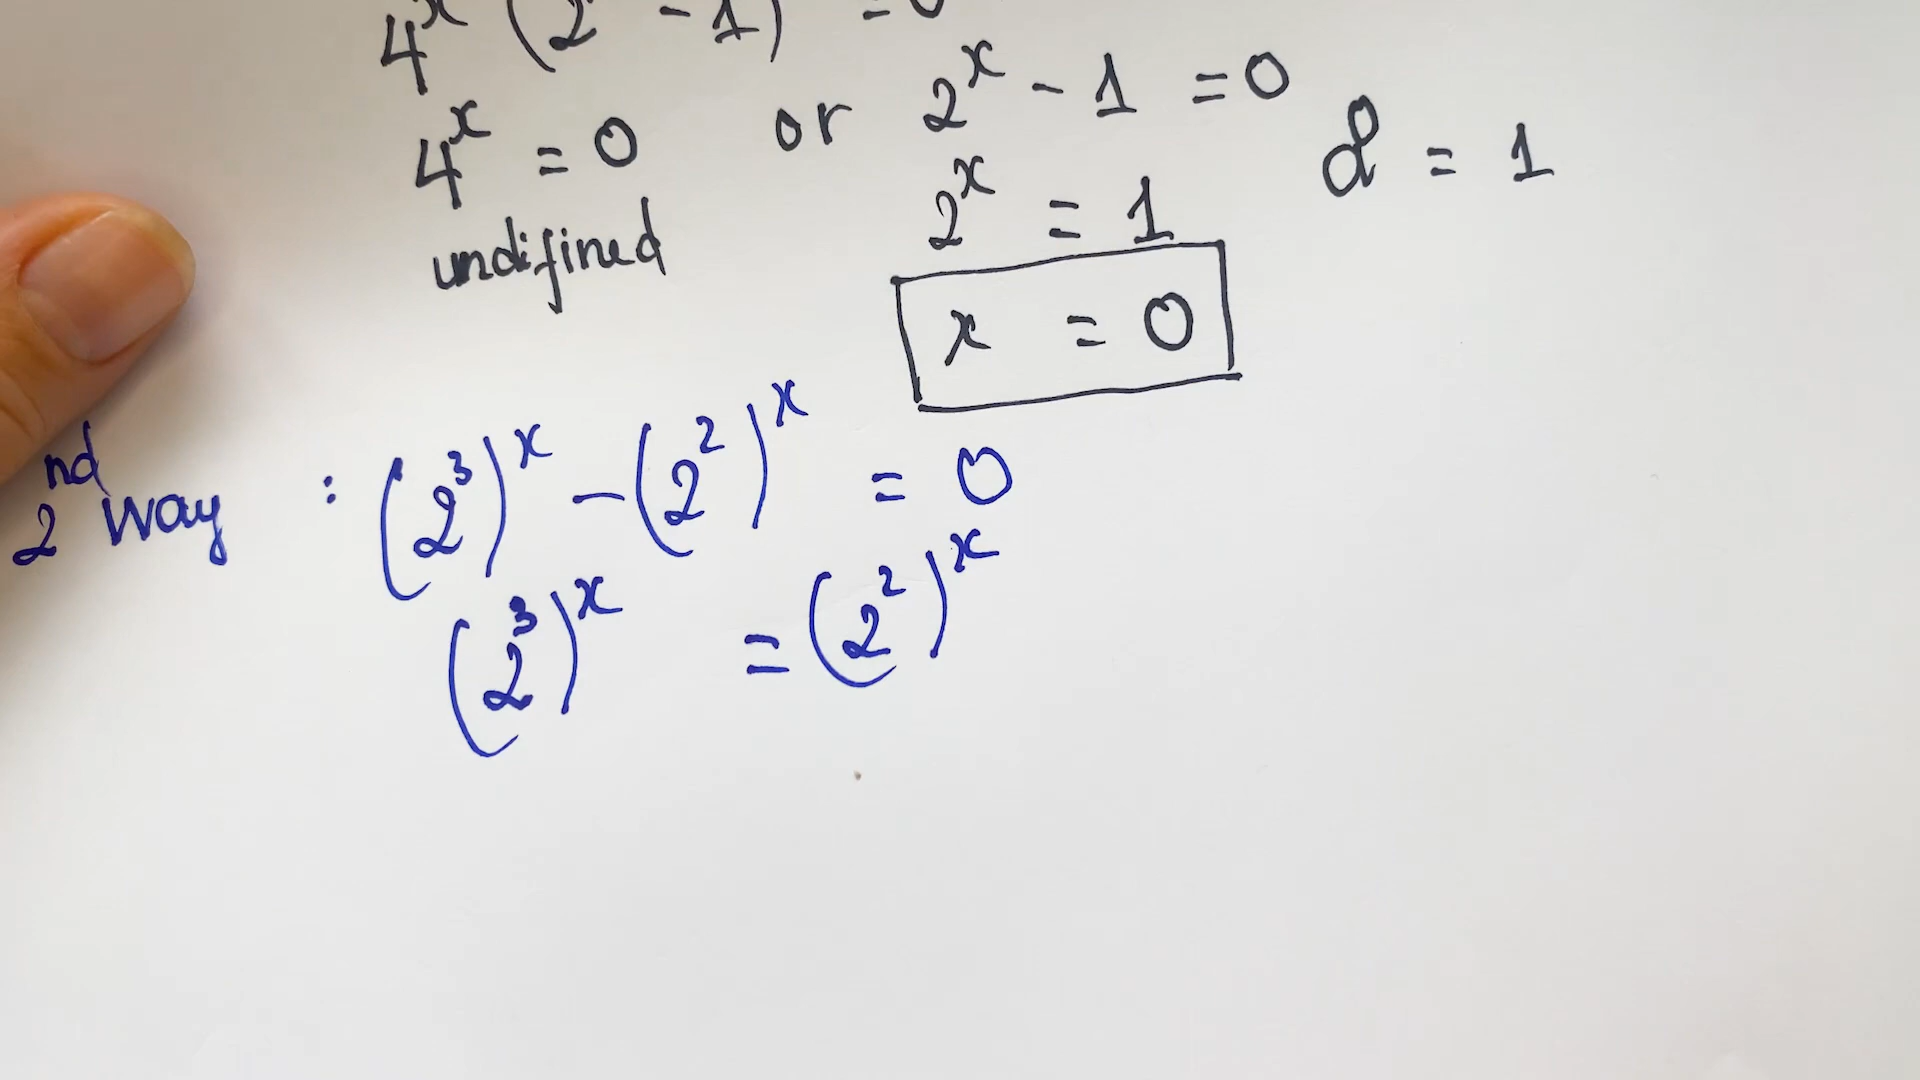 4^x (2^x - 1) = 0
4^x = 0 or 2^x - 1 = 0
undifined 2^x = 1 2^0 = 1
x = 0
2nd way : (2^3)^x - (2^2)^x = 0
(2^3)^x = (2^2)^x